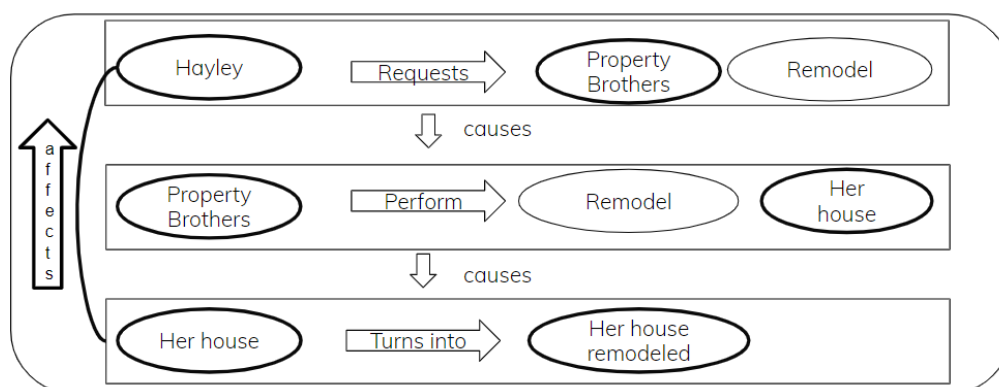 Hayley
Requests
Property
Brothers
Remodel
causes
affects
Property
Brothers
Perform
Remodel
Her
house
causes
Her house
Turns into
Her house
remodeled